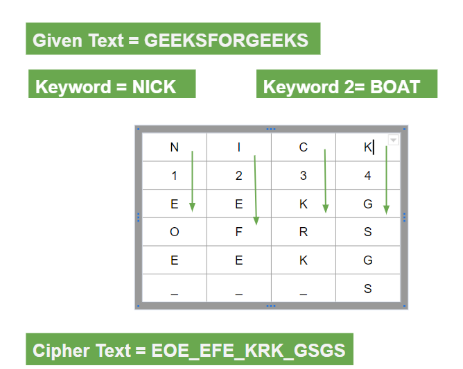 Given Text = GEEKSFORGEEKS
Keyword = NICK Keyword 2= BOAT
N I C K
1 2 3 4
E E K G
O F R S
E E K G
_ _ _ S
Cipher Text = EOE_EFE_KRK_GSGS